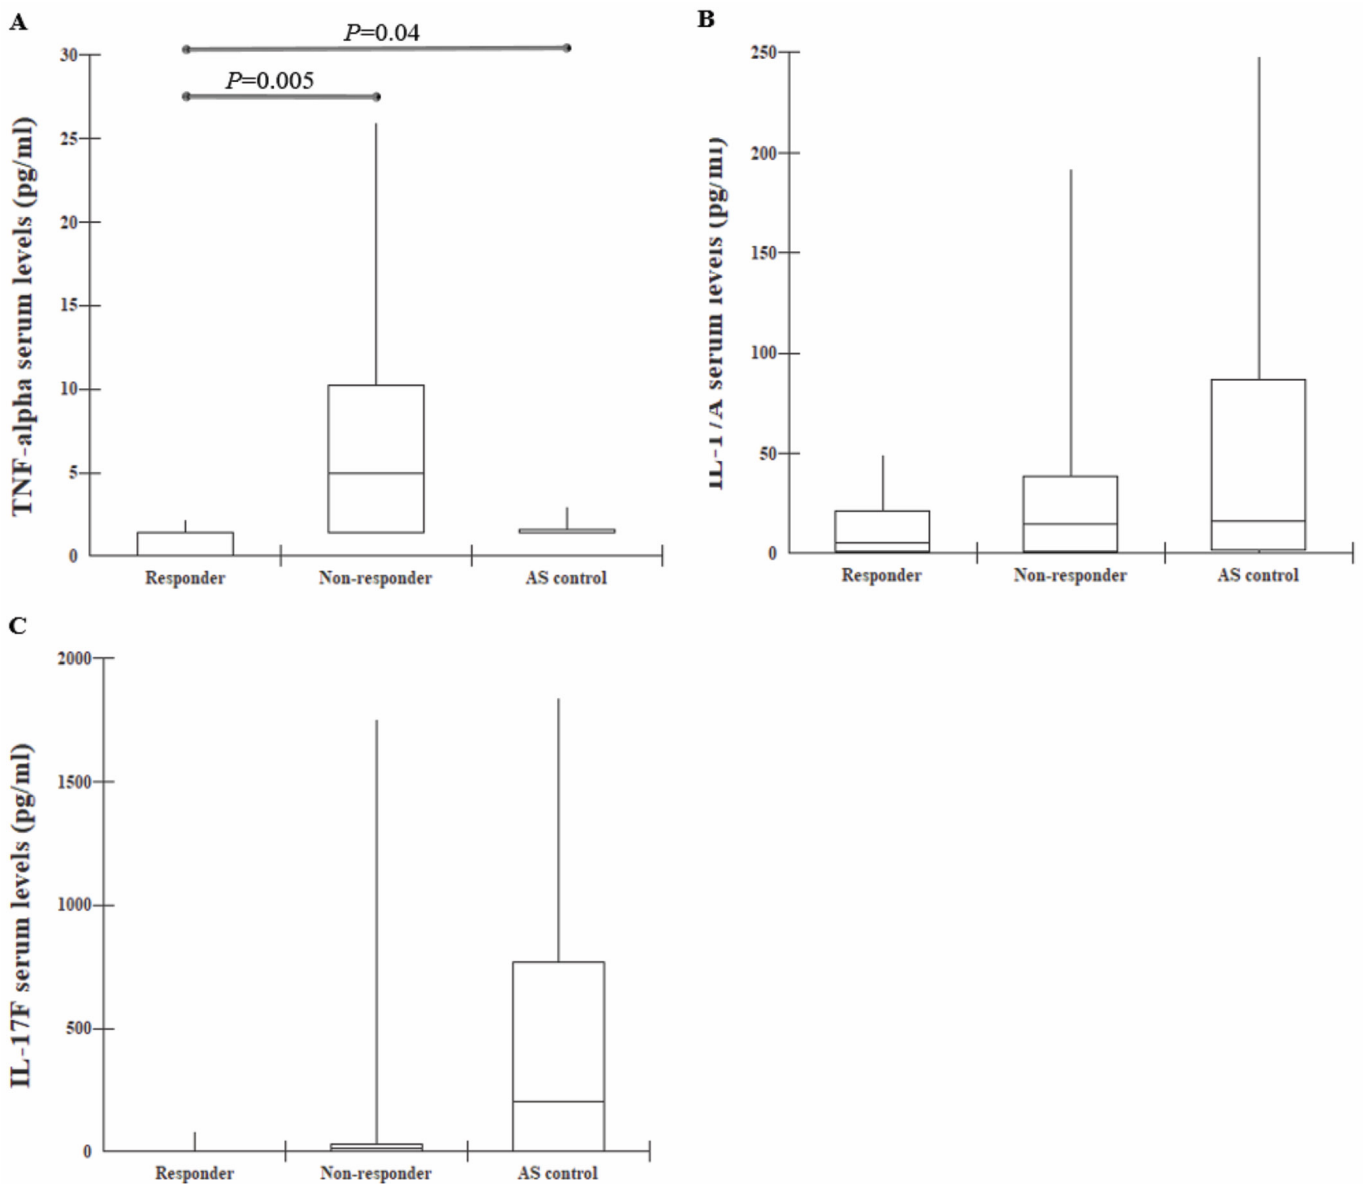 A
P=0.04
P=0.005
TNF-alpha serum levels (pg/ml)
30
25
20
15
10
5
0
Responder Non-responder AS control
B
IL-17A serum levels (pg/ml)
250
200
150
100
50
0
Responder Non-responder AS control
C
IL-17F serum levels (pg/ml)
2000
1500
1000
500
0
Responder Non-responder AS control